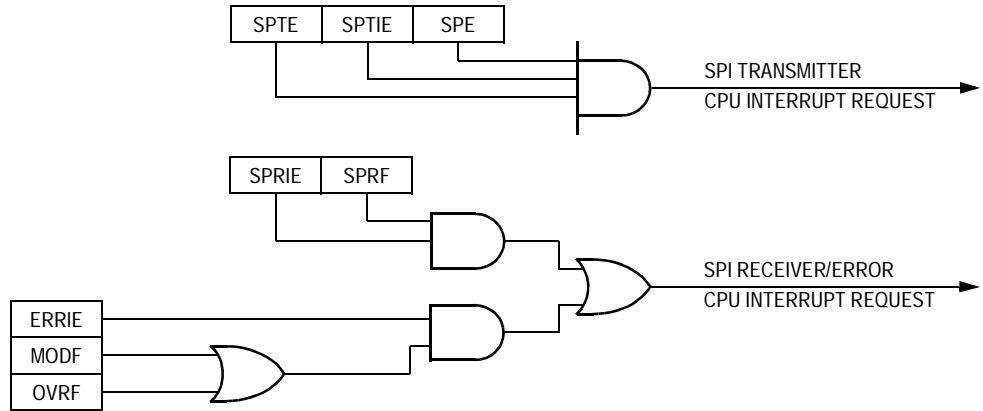 SPTE SPTIE SPE
SPI TRANSMITTER
CPU INTERRUPT REQUEST
SPRIE SPRF
SPI RECEIVER/ERROR
CPU INTERRUPT REQUEST
ERRIE
MODF
OVRF